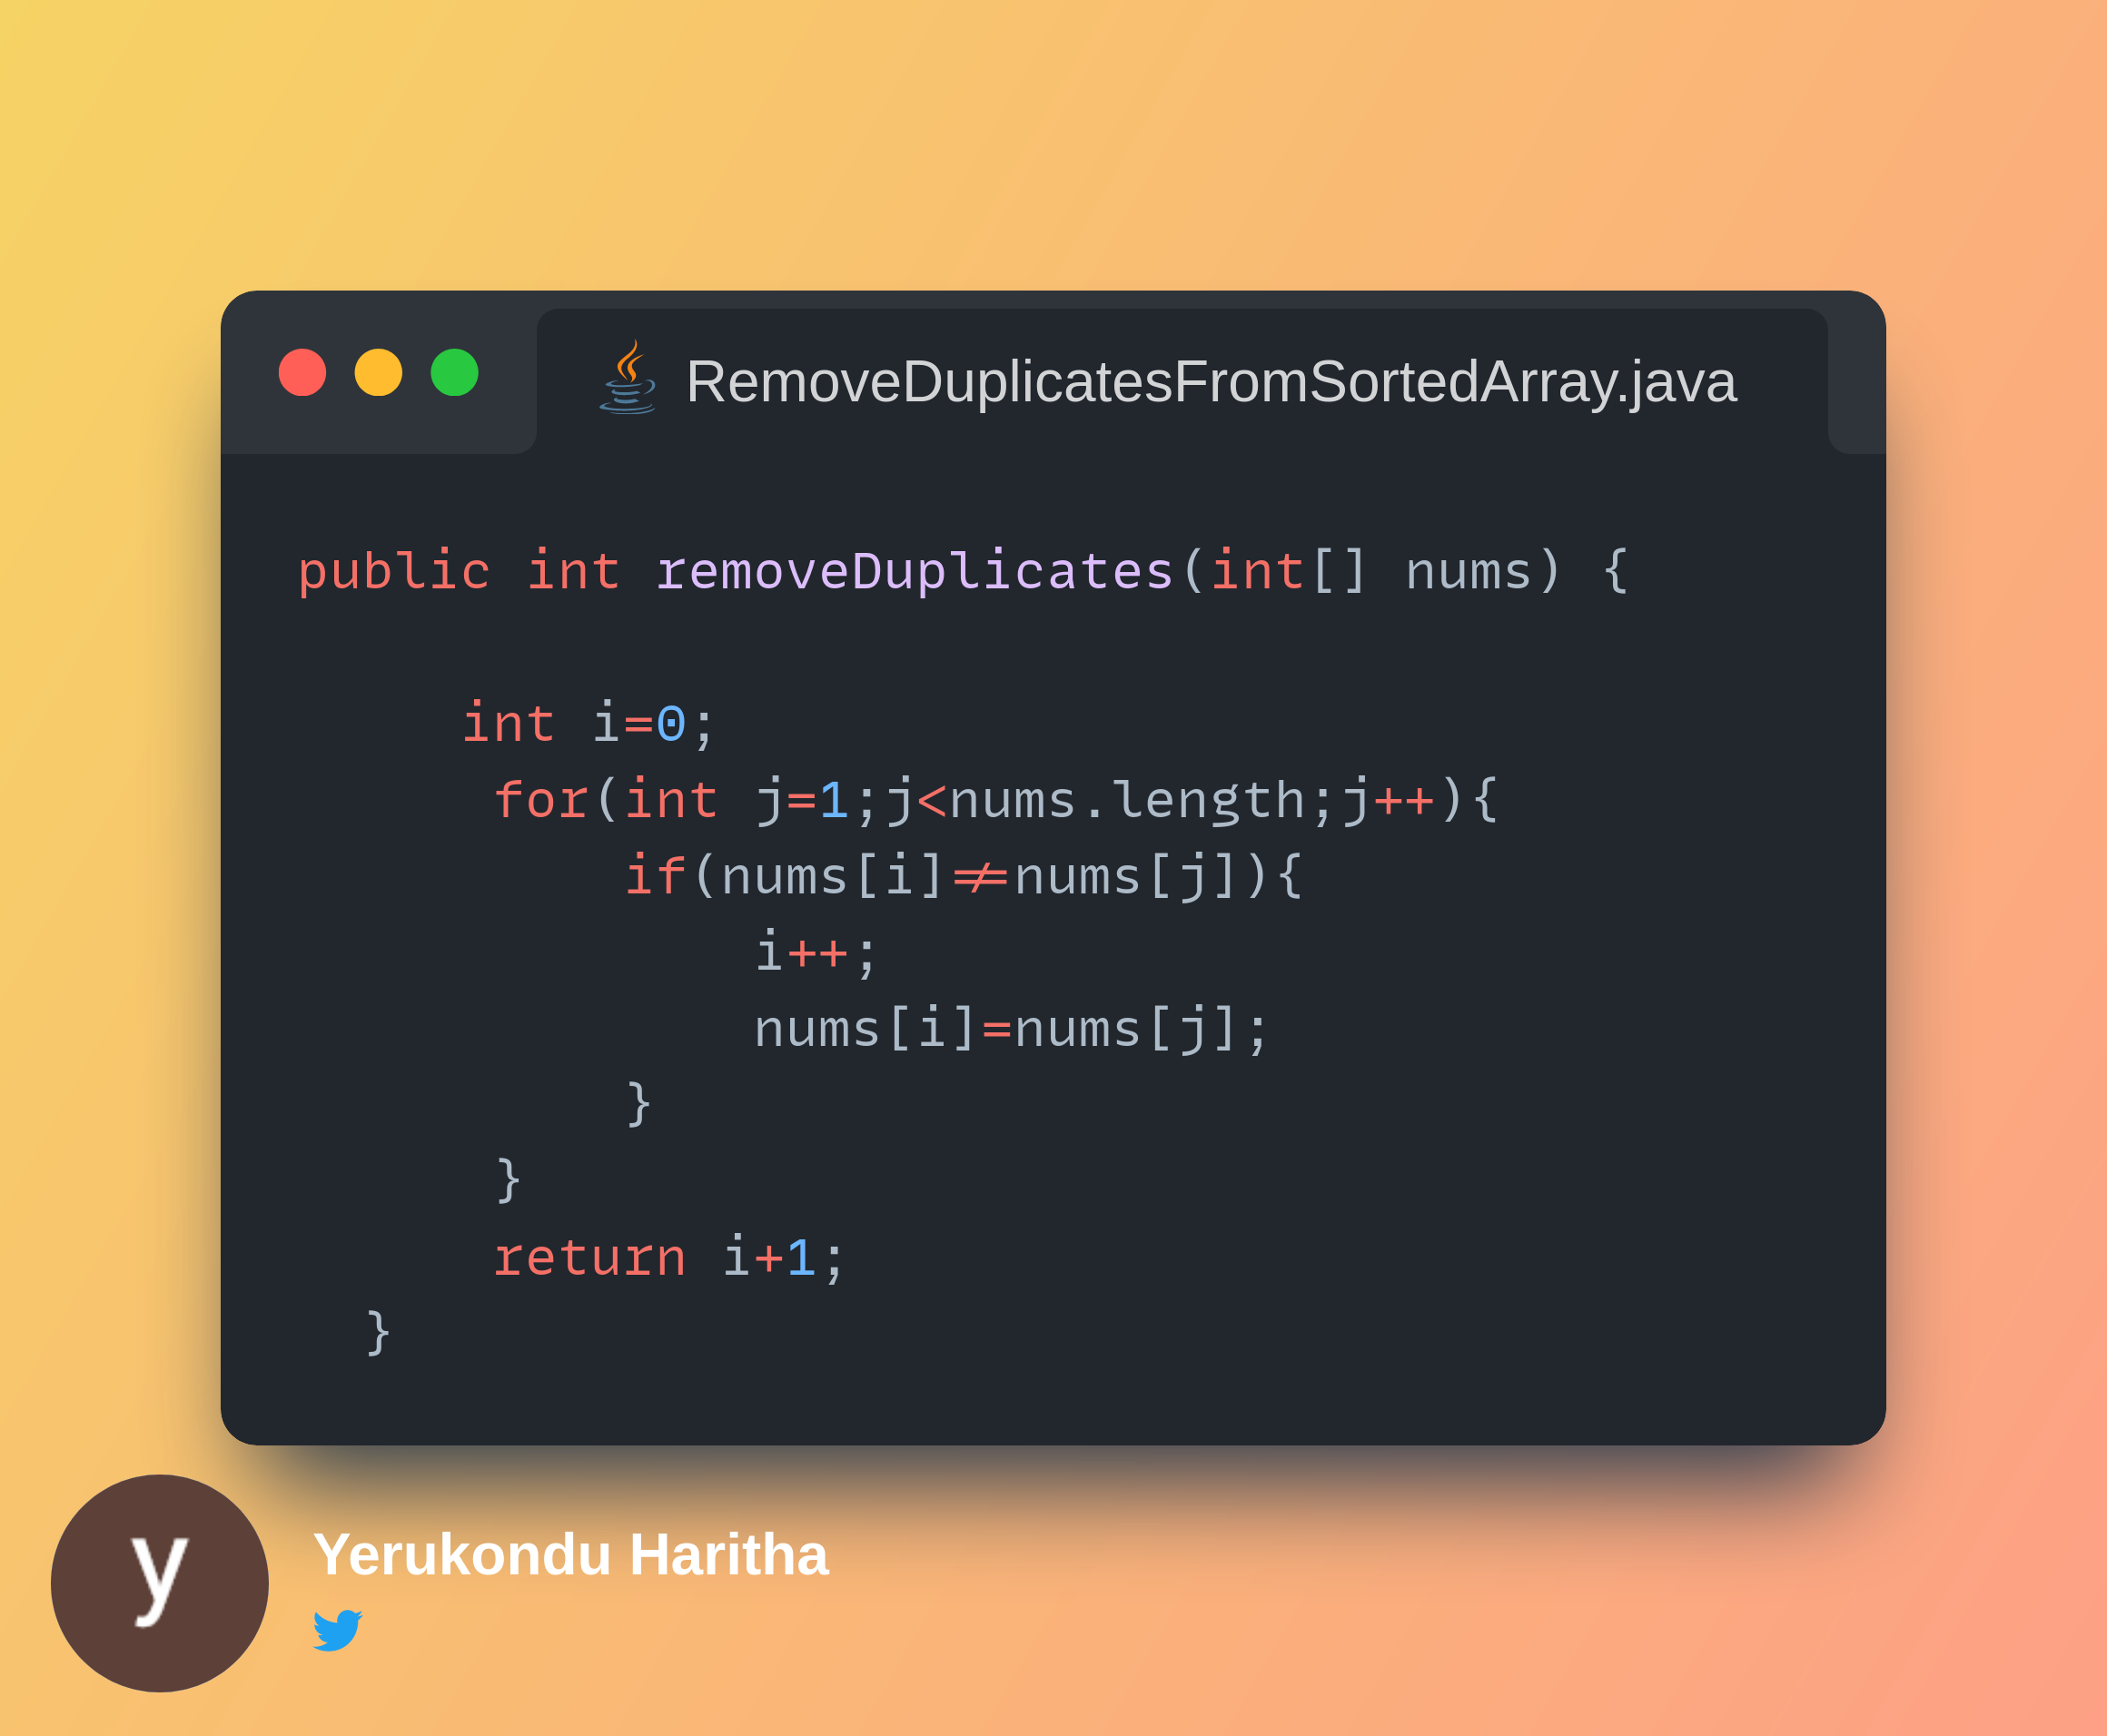 RemoveDuplicatesFromSortedArray.java
public int removeDuplicates(int[] nums) {
int i=0;
for(int j=1;j<nums.length;j++){
if(nums[i]!=nums[j]){
i++;
nums[i]=nums[j];
}
}
return i+1;
}
y
Yerukondu Haritha